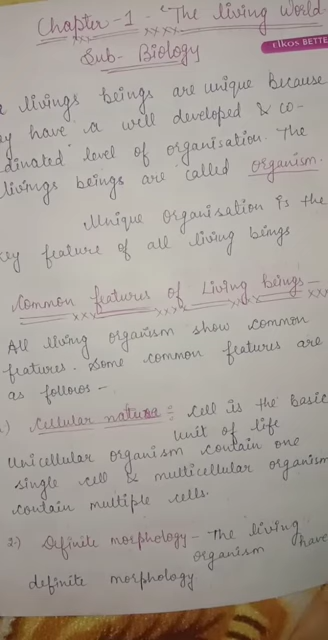 Chapter-1 - "The living World
Sub- Biology
elkos BETTE
livings beings are unique because
have a well developed & co-
dinated level of organisation. The
livings beings are called organism.
Unique Organisation is the
key feature of all living beings
Common features of Living beings-
All living organism show common
features. Some common features are
as follows -
) Cellular nature :- Cell is the basic
unit of life
Unicellular organism contain one
single cell & multicellular organism
contain multiple cells.
2:) Definite morphology - The living
organism have
definite morphology